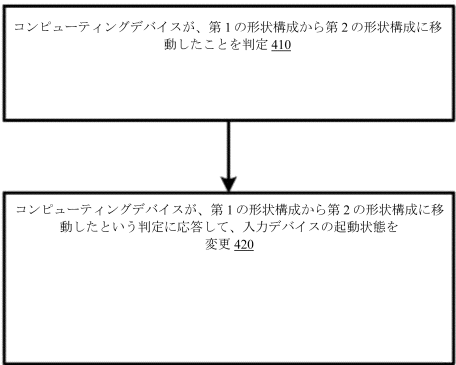 コンピューティングデバイスが、第1の形状構成から第2の形状構成に移
動したことを判定 410
コンピューティングデバイスが、第1の形状構成から第2の形状構成に移
動したという判定に応答して、入力デバイスの起動状態を
変更 420